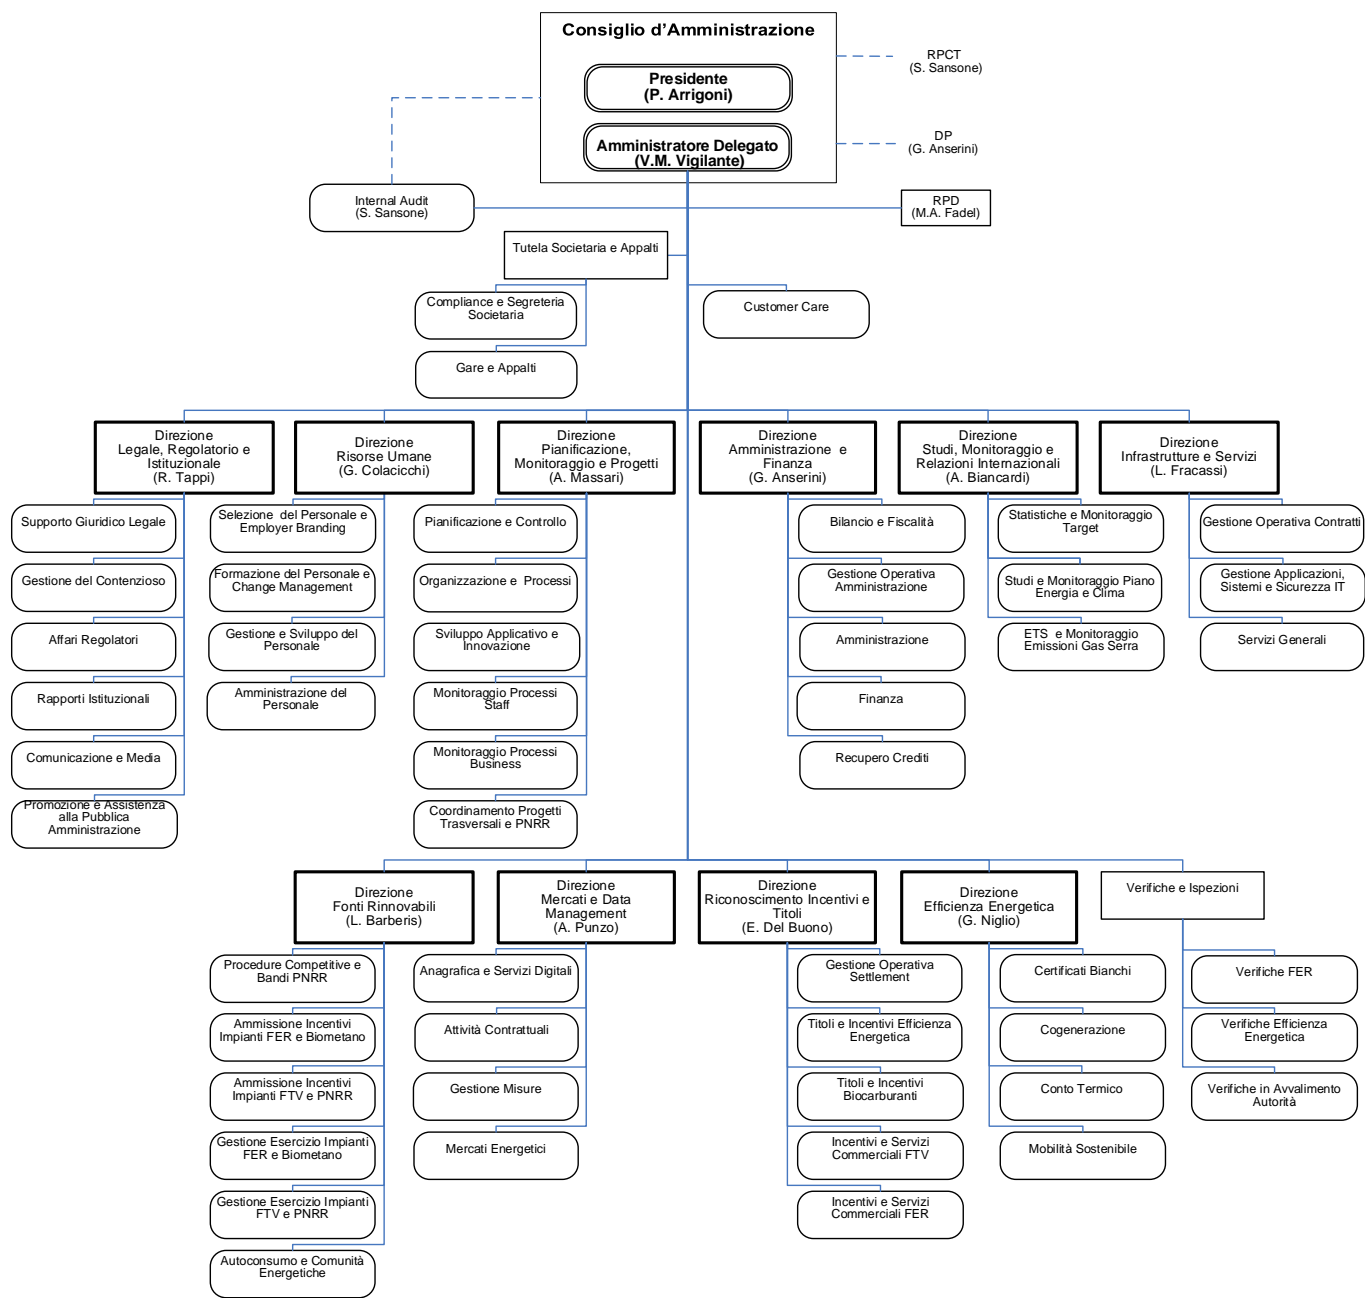 Consiglio d'Amministrazione
Presidente
(P. Arrigoni)
Amministratore Delegato
(V.M. Vigilante)
RPCT
(S. Sansone)
DP
(G. Anserini)
Internal Audit
(S. Sansone)
RPD
(M.A. Fadel)
Tutela Societaria e Appalti
Compliance e Segreteria
Societaria
Gare e Appalti
Customer Care
Direzione
Legale, Regolatorio e
Istituzionale
(R. Tappi)
Supporto Giuridico Legale
Gestione del Contenzioso
Affari Regolatori
Rapporti Istituzionali
Comunicazione e Media
Promozione e Assistenza
alla Pubblica
Amministrazione
Direzione
Risorse Umane
(G. Colacicchi)
Selezione del Personale e
Employer Branding
Formazione del Personale e
Change Management
Gestione e Sviluppo del
Personale
Amministrazione del
Personale
Direzione
Pianificazione,
Monitoraggio e Progetti
(A. Massari)
Pianificazione e Controllo
Organizzazione e Processi
Sviluppo Applicativo e
Innovazione
Monitoraggio Processi
Staff
Monitoraggio Processi
Business
Coordinamento Progetti
Trasversali e PNRR
Direzione
Amministrazione e
Finanza
(G. Anserini)
Bilancio e Fiscalità
Gestione Operativa
Amministrazione
Amministrazione
Finanza
Recupero Crediti
Direzione
Studi, Monitoraggio e
Relazioni Internazionali
(A. Biancardi)
Statistiche e Monitoraggio
Target
Studi e Monitoraggio Piano
Energia e Clima
ETS e Monitoraggio
Emissioni Gas Serra
Direzione
Infrastrutture e Servizi
(L. Fracassi)
Gestione Operativa Contratti
Gestione Applicazioni,
Sistemi e Sicurezza IT
Servizi Generali
Direzione
Fonti Rinnovabili
(L. Barberis)
Procedure Competitive e
Bandi PNRR
Ammissione Incentivi
Impianti FER e Biometano
Ammissione Incentivi
Impianti FTV e PNRR
Gestione Esercizio Impianti
FER e Biometano
Gestione Esercizio Impianti
FTV e PNRR
Autoconsumo e Comunità
Energetiche
Direzione
Mercati e Data
Management
(A. Punzo)
Anagrafica e Servizi Digitali
Attività Contrattuali
Gestione Misure
Mercati Energetici
Direzione
Riconoscimento Incentivi e
Titoli
(E. Del Buono)
Gestione Operativa
Settlement
Titoli e Incentivi Efficienza
Energetica
Titoli e Incentivi
Biocarburanti
Incentivi e Servizi
Commerciali FTV
Incentivi e Servizi
Commerciali FER
Direzione
Efficienza Energetica
(G. Niglio)
Certificati Bianchi
Cogenerazione
Conto Termico
Mobilità Sostenibile
Verifiche e Ispezioni
Verifiche FER
Verifiche Efficienza
Energetica
Verifiche in Avvalimento
Autorità